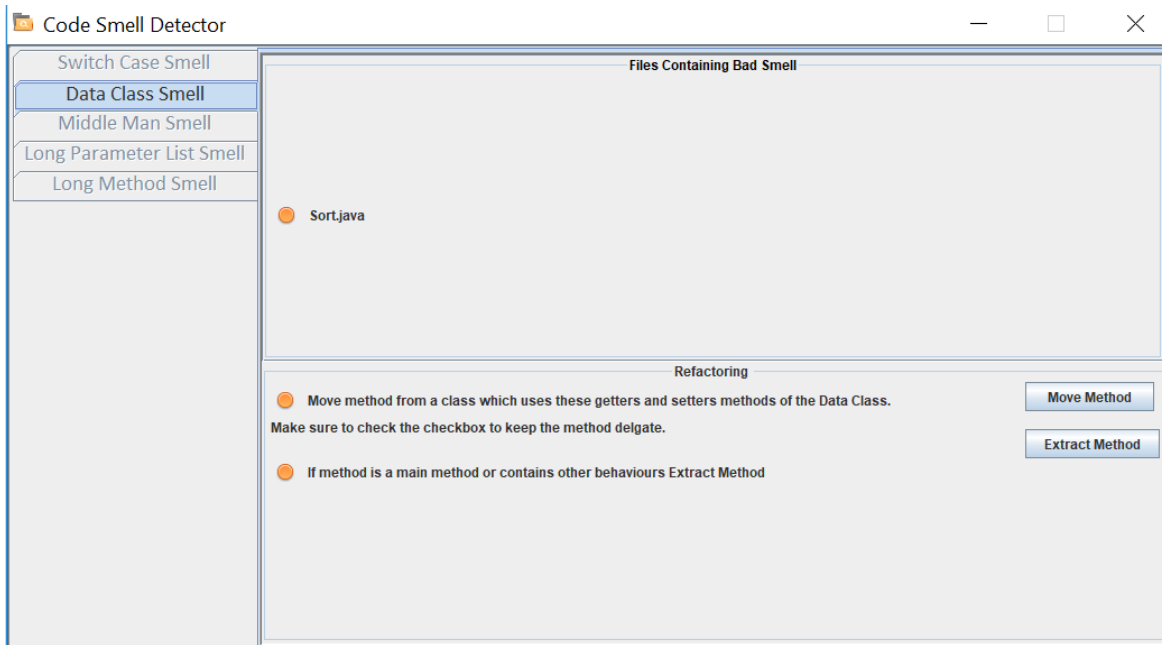 Code Smell Detector
Switch Case Smell
Data Class Smell
Middle Man Smell
Long Parameter List Smell
Long Method Smell
Files Containing Bad Smell
Sort.java
Refactoring
Move method from a class which uses these getters and setters methods of the Data Class.
Move Method
Make sure to check the checkbox to keep the method delgate.
Extract Method
If method is a main method or contains other behaviours Extract Method